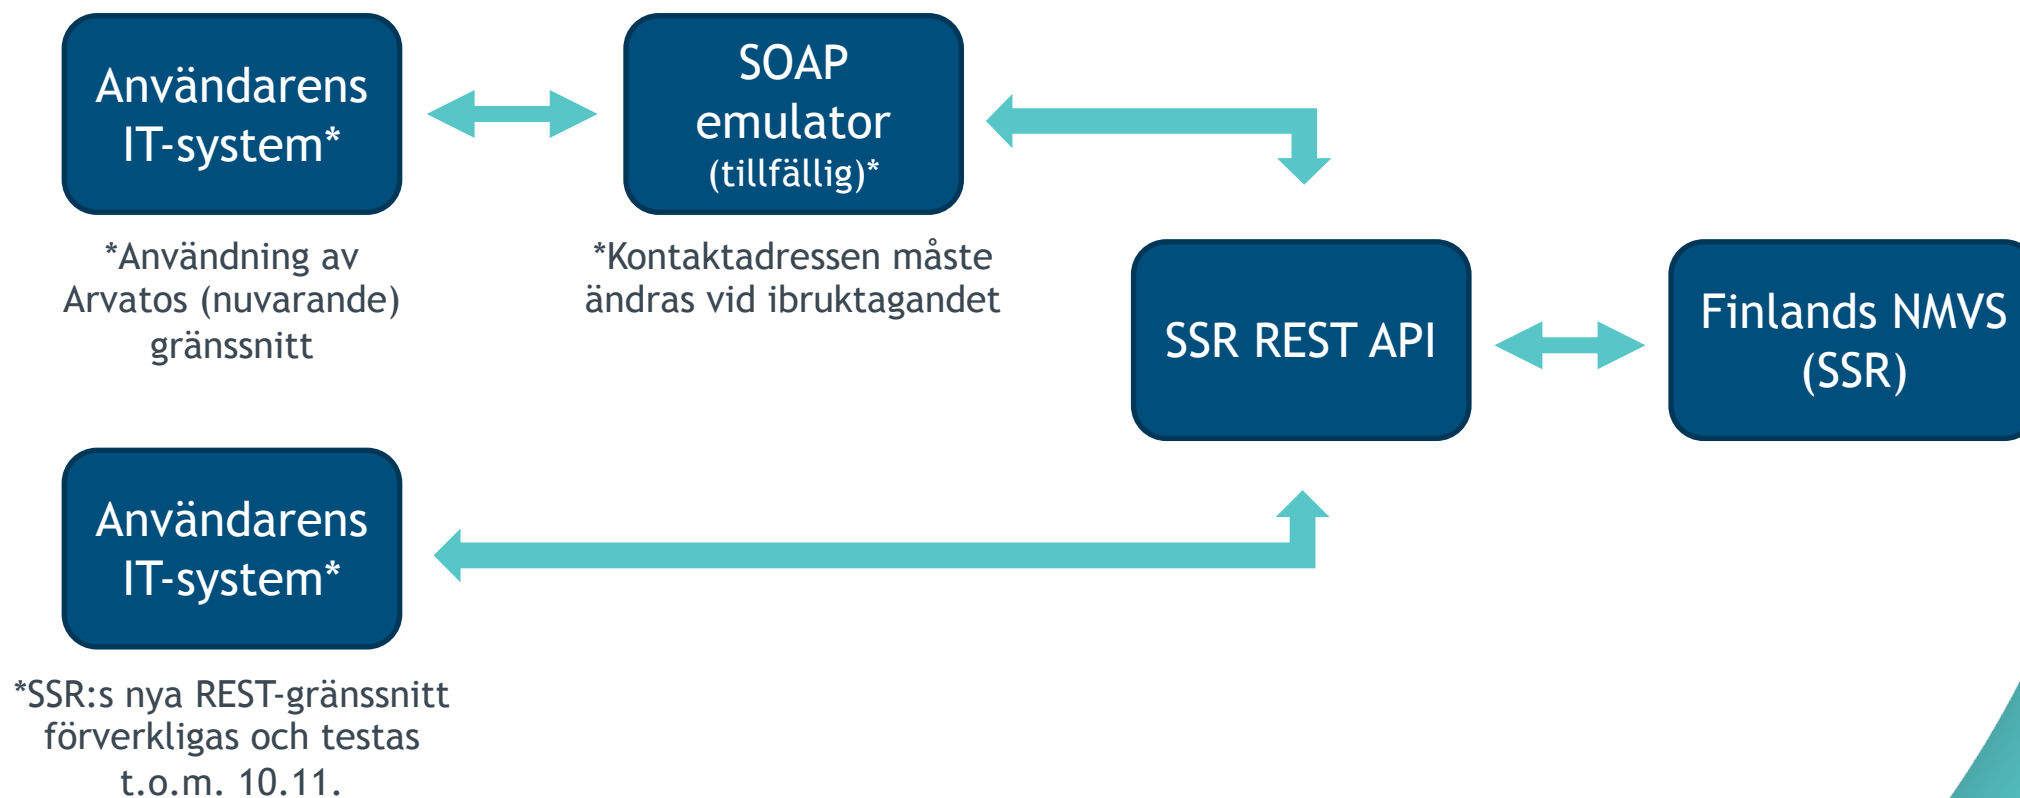 Användarens
IT-system*
SOAP
emulator
(tillfällig)*
*Användning av
Arvatos (nuvarande)
gränssnitt
*Kontaktadressen måste
ändras vid ibruktagandet
SSR REST API
Finlands NMVS
(SSR)
Användarens
IT-system*
*SSR:s nya REST-gränssnitt
förverkligas och testas
t.o.m. 10.11.